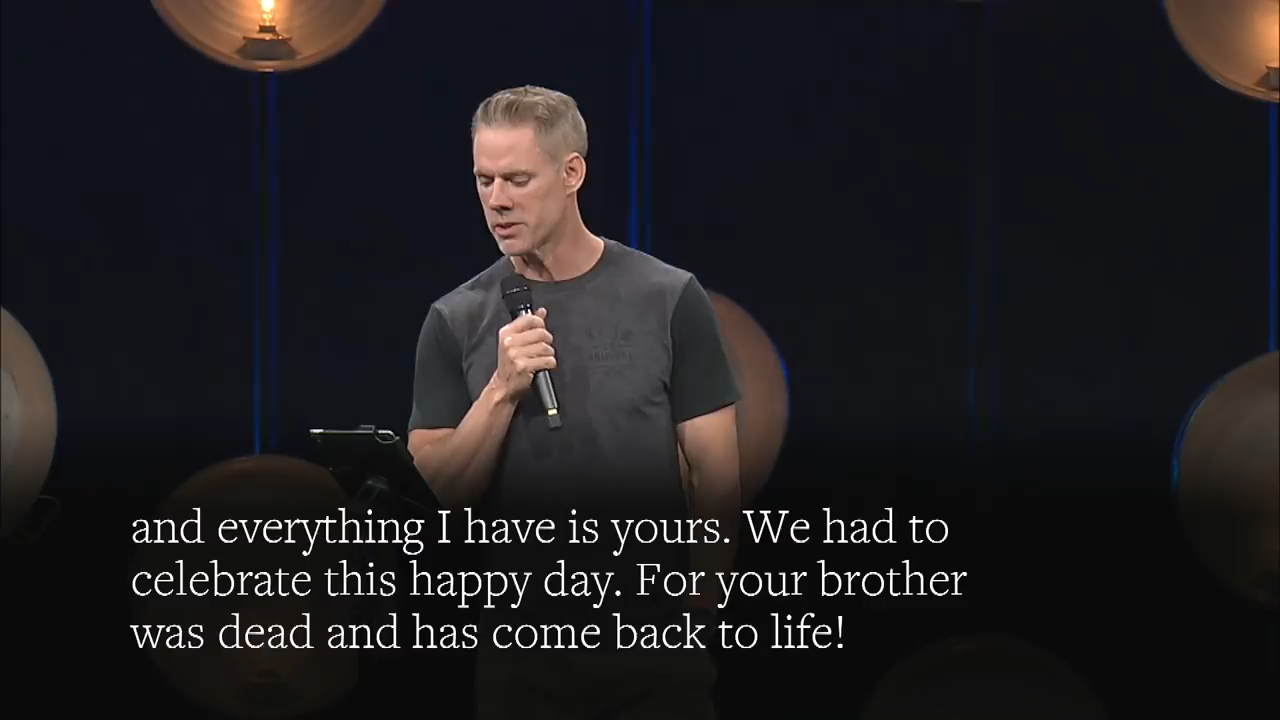 and everything I have is yours. We had to
celebrate this happy day. For your brother
was dead and has come back to life!